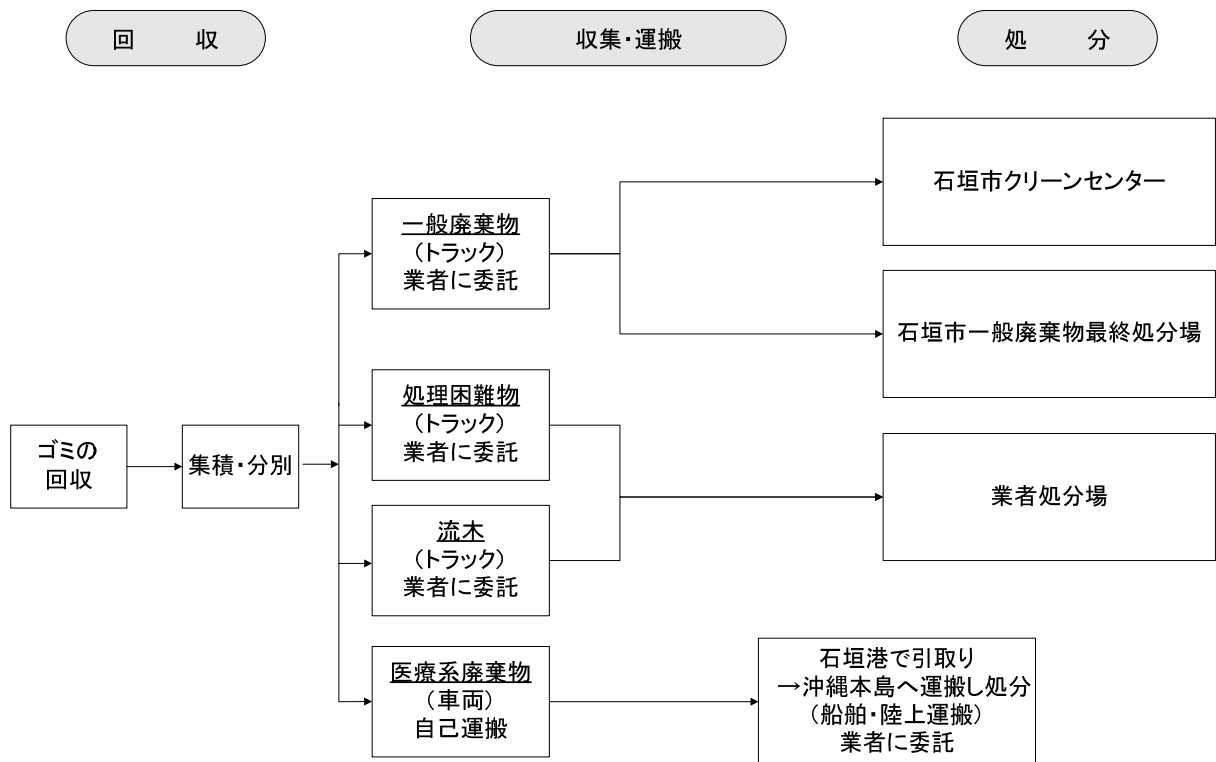 回　　収
収集・運搬
処　　分
ゴミの
回収
集積・分別
一般廃棄物
（トラック）
業者に委託
処理困難物
（トラック）
業者に委託
流木
（トラック）
業者に委託
医療系廃棄物
（車両）
自己運搬
石垣市クリーンセンター
石垣市一般廃棄物最終処分場
業者処分場
石垣港で引取り
→沖縄本島へ運搬し処分
（船舶・陸上運搬）
業者に委託